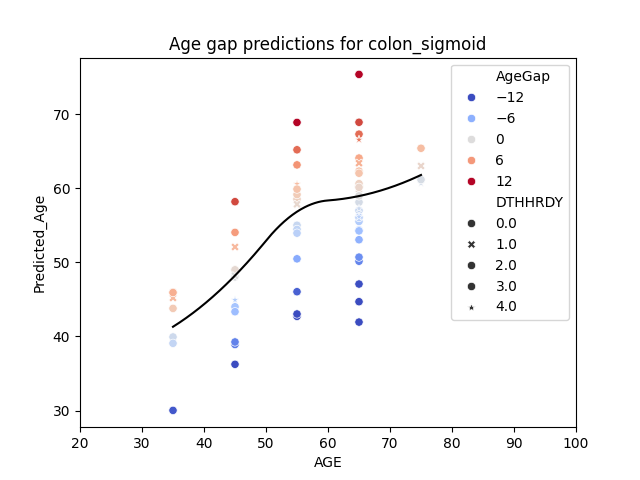 Age gap predictions for colon_sigmoid
Predicted_Age
70
60
50
40
30
20 30 40 50 60 70 80 90 100
AGE
AgeGap
−12
−6
0
6
12
DTHHRDY
0.0
1.0
2.0
3.0
4.0